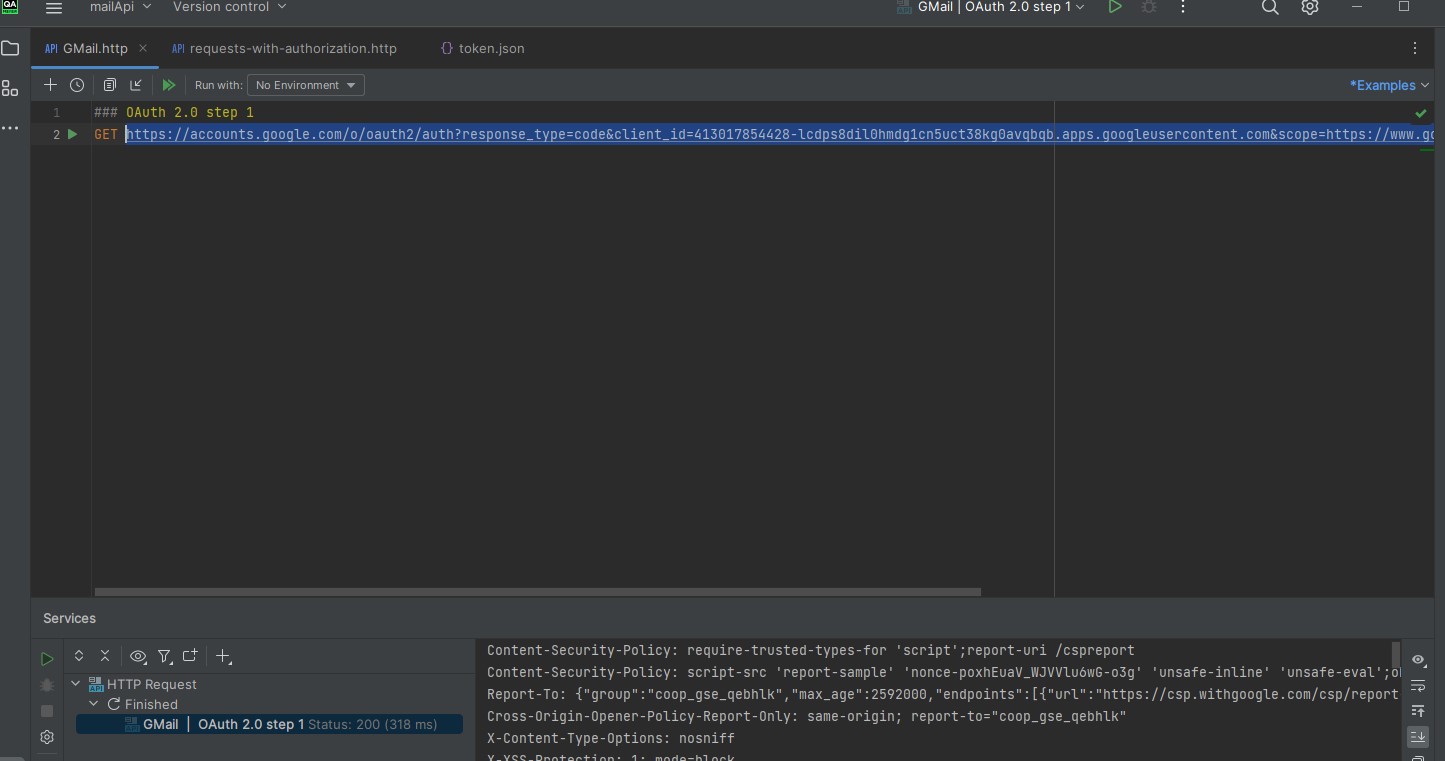 QA
mailApi
Version control
GMail | OAuth 2.0 step 1
API GMail.http
API requests-with-authorization.http
{} token.json
Run with:
No Environment
*Examples
1 ### OAuth 2.0 step 1
2 GET https://accounts.google.com/o/oauth2/auth?response_type=code&client_id=413017854428-lcdps8dil0hmdg1cn5uct38kq0avqbqb.apps.googleusercontent.com&scope=https://www.go
Services
Content-Security-Policy: require-trusted-types-for 'script';report-uri /cspreport
Content-Security-Policy: script-src 'report-sample' 'nonce-poxhEuaV_WJVVlu6wG-o3g' 'unsafe-inline' 'unsafe-eval';ob
Report-To: {"group":"coop_gse_qebhlk","max_age":2592000,"endpoints":[{"url":"https://csp.withgoogle.com/csp/report
Cross-Origin-Opener-Policy-Report-Only: same-origin; report-to="coop_gse_qebhlk"
X-Content-Type-Options: nosniff
X-XSS-Protection: 1; mode=block
API HTTP Request
Finished
API GMail | OAuth 2.0 step 1 Status: 200 (318 ms)